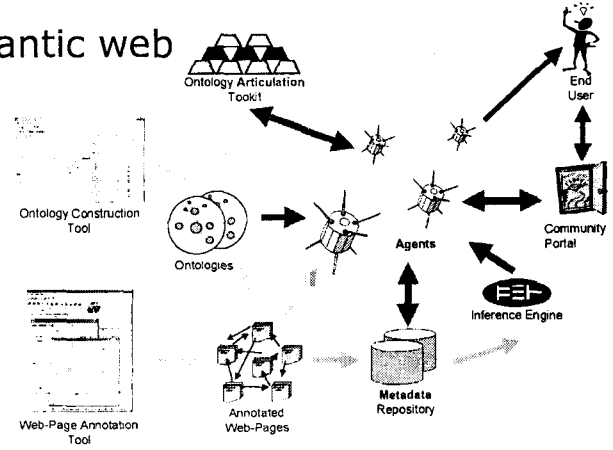 antic web
Ontology Articulation
Tookit
End
User
Ontology Construction
Tool
Ontologies
Agents
Community
Portal
Inference Engine
Annotated
Web-Pages
Metadata
Repository
Web-Page Annotation
Tool